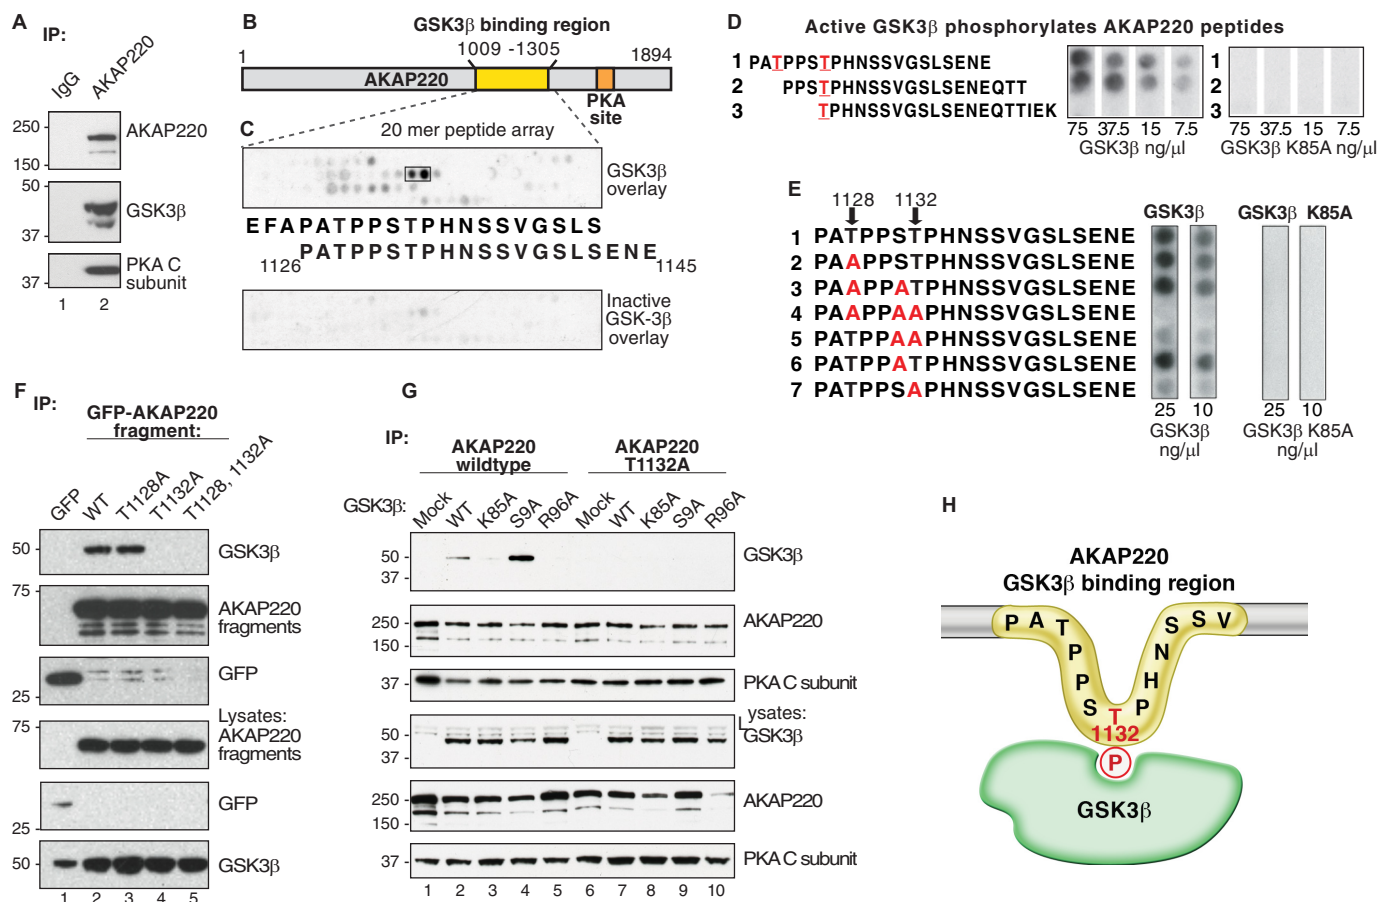 A
IP:
IgG
AKAP220
250
150
AKAP220
50
37
GSK3β
37
PKA C
subunit
1 2
B
GSK3β binding region
1 1009 -1305 1894
AKAP220
PKA
site
C
20 mer peptide array
GSK3β
overlay
EFAPATPPSTPHNSSVGSLS
PATPPSTPHNSSVGSLSENE
1126 1145
Inactive
GSK-3β
overlay
D
Active GSK3β phosphorylates AKAP220 peptides
1 PATPPSTPHNSSVGSLSENE
2 PPSTPHNSSVGSLSENEQTT
3 TPHNSSVGSLSENEQTTIEK
75 37.5 15 7.5
GSK3β ng/μl
1
2
3
75 37.5 15 7.5
GSK3β K85A ng/μl
E
1128 1132
GSK3β GSK3β K85A
1 PATPPSTPHNSSVGSLSENE
2 PAAPPSTPHNSSVGSLSENE
3 PAAPPATPHNSSVGSLSENE
4 PAAPPAAPHNSSVGSLSENE
5 PATPPAAPHNSSVGSLSENE
6 PATPPATPHNSSVGSLSENE
7 PATPPSAPHNSSVGSLSENE
25 10
GSK3β
ng/μl
25 10
GSK3β K85A
ng/μl
F
IP:
GFP-AKAP220
fragment:
GFP
WT
T1128A
T1132A
T1128, 1132A
50
GSK3β
75
AKAP220
fragments
25
GFP
Lysates:
75
AKAP220
fragments
25
GFP
50
GSK3β
1 2 3 4 5
G
IP:
AKAP220
wildtype
AKAP220
T1132A
GSK3β:
Mock WT K85A S9A R96A Mock WT K85A S9A R96A
50
37
GSK3β
250
150
AKAP220
37
PKA C subunit
Lysates:
50
37
GSK3β
250
150
AKAP220
37
PKA C subunit
1 2 3 4 5 6 7 8 9 10
H
AKAP220
GSK3β binding region
P A T P P S T P H N S S V
1132
P
GSK3β